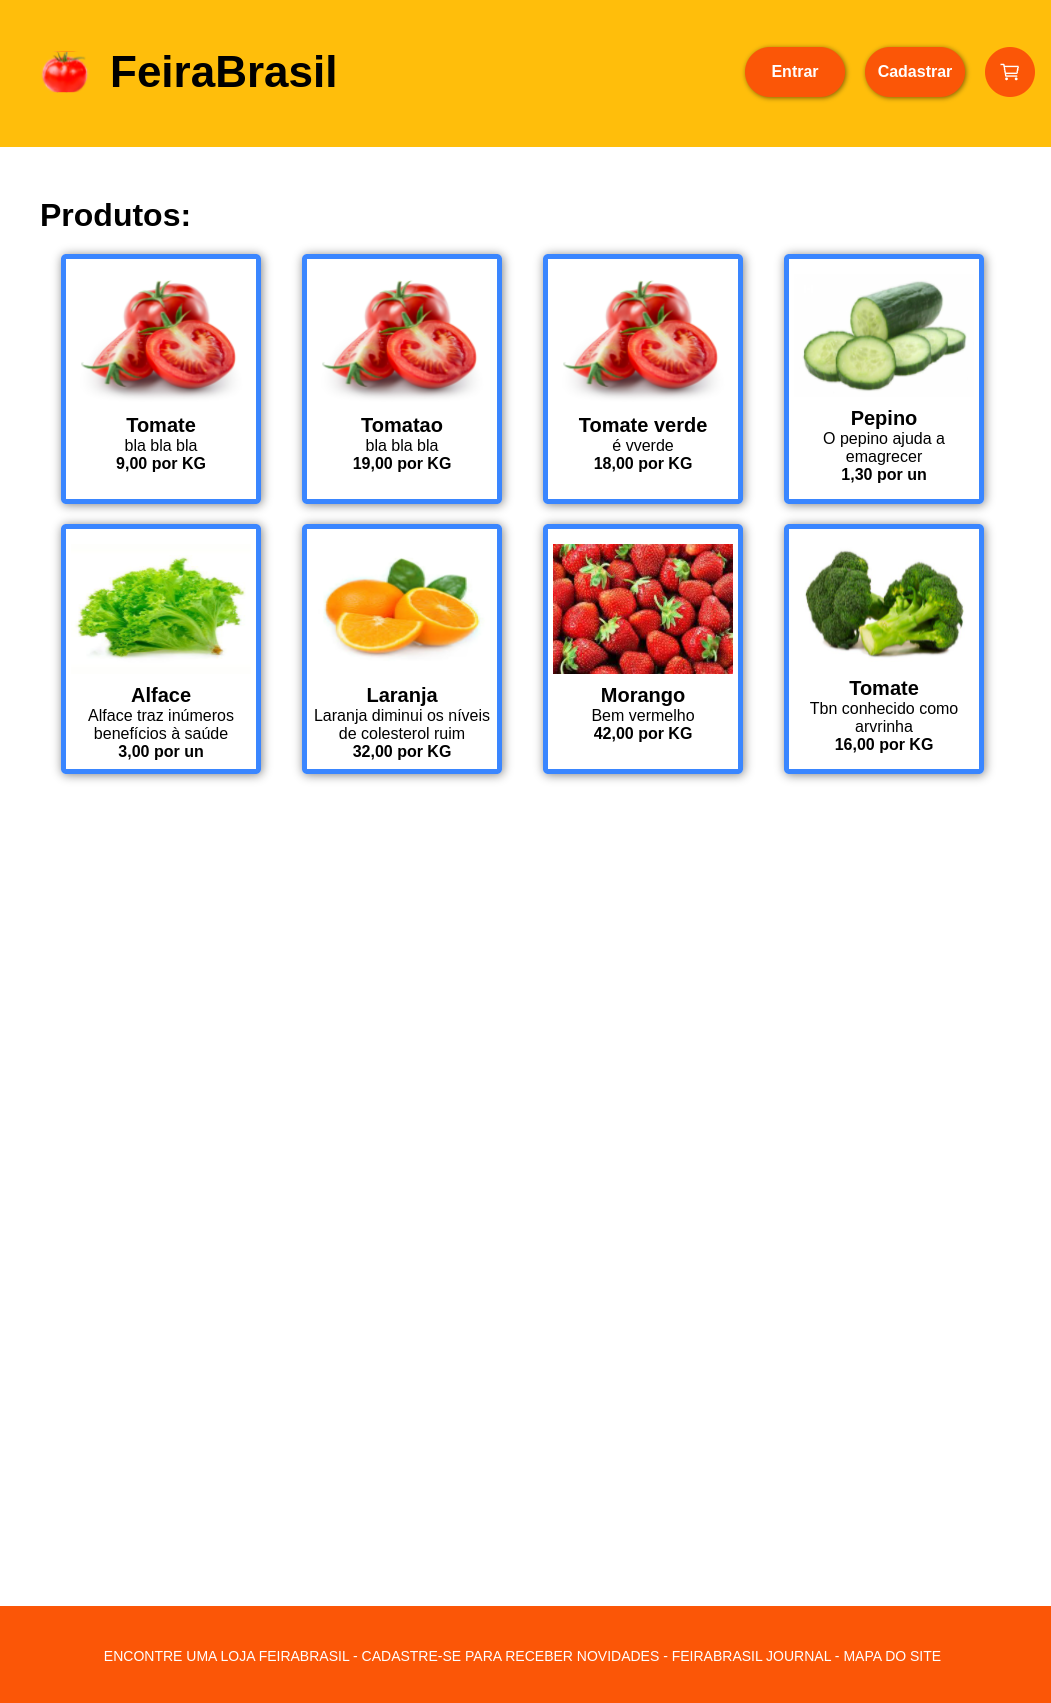 FeiraBrasil
Entrar
Cadastrar
Produtos:
Tomate
bla bla bla
9,00 por KG
Tomatao
bla bla bla
19,00 por KG
Tomate verde
é vverde
18,00 por KG
Pepino
O pepino ajuda a
emagrecer
1,30 por un
Alface
Alface traz inúmeros
benefícios à saúde
3,00 por un
Laranja
Laranja diminui os níveis
de colesterol ruim
32,00 por KG
Morango
Bem vermelho
42,00 por KG
Tomate
Tbn conhecido como
arvrinha
16,00 por KG
ENCONTRE UMA LOJA FEIRABRASIL - CADASTRE-SE PARA RECEBER NOVIDADES - FEIRABRASIL JOURNAL - MAPA DO SITE